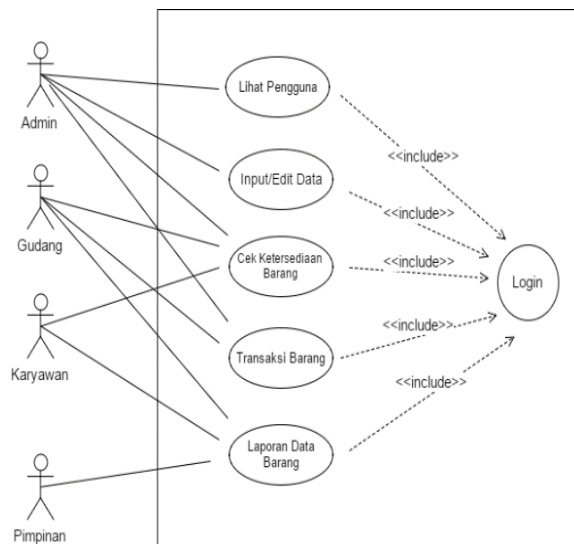 Admin
Gudang
Karyawan
Pimpinan
Lihat Pengguna
Input/Edit Data
Cek Ketersediaan
Barang
Transaksi Barang
Laporan Data
Barang
<<include>>
<<include>>
<<include>>
<<include>>
<<include>>
Login